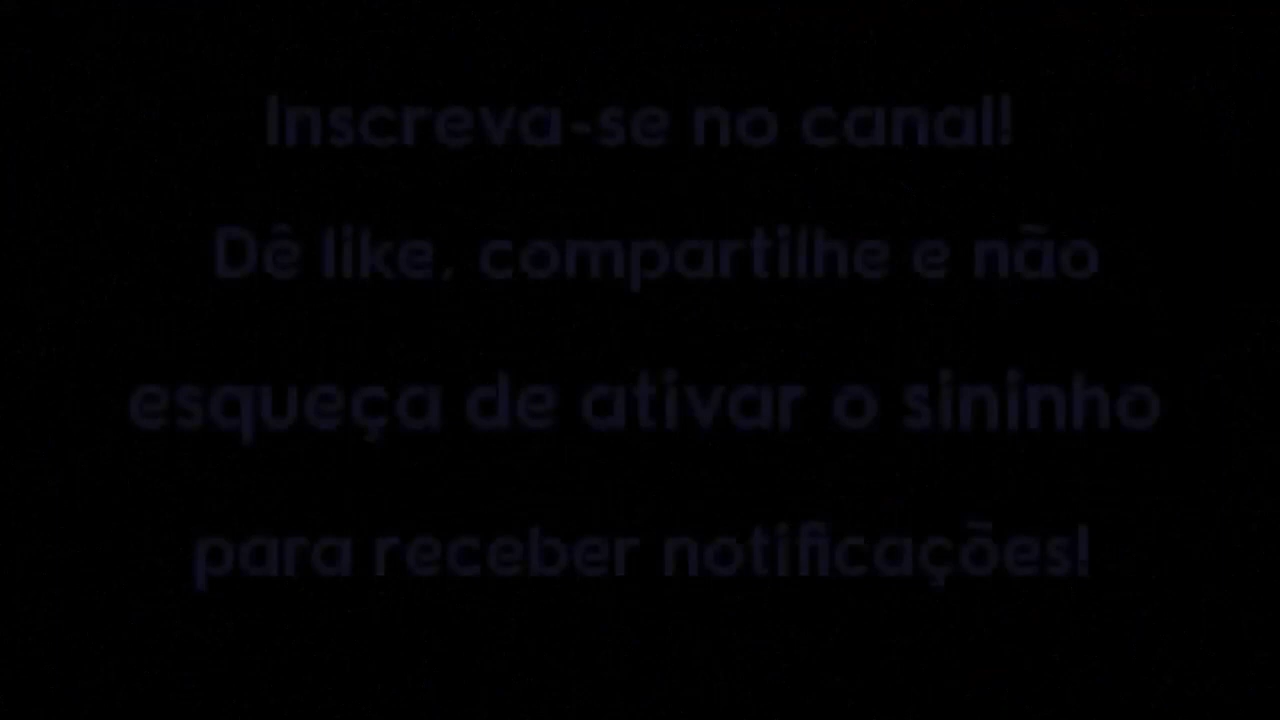 Inscreva-se no canal!
Dê like, compartilhe e não
esqueça de ativar o sininho
para receber notificações!